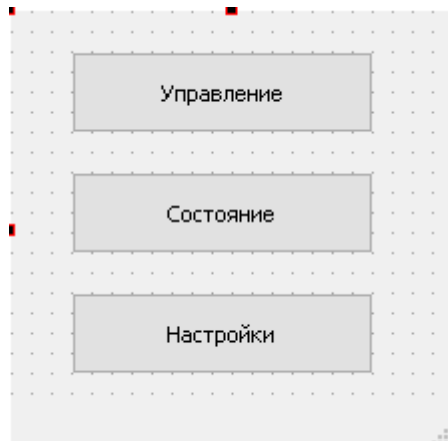 Управление
Состояние
Настройки